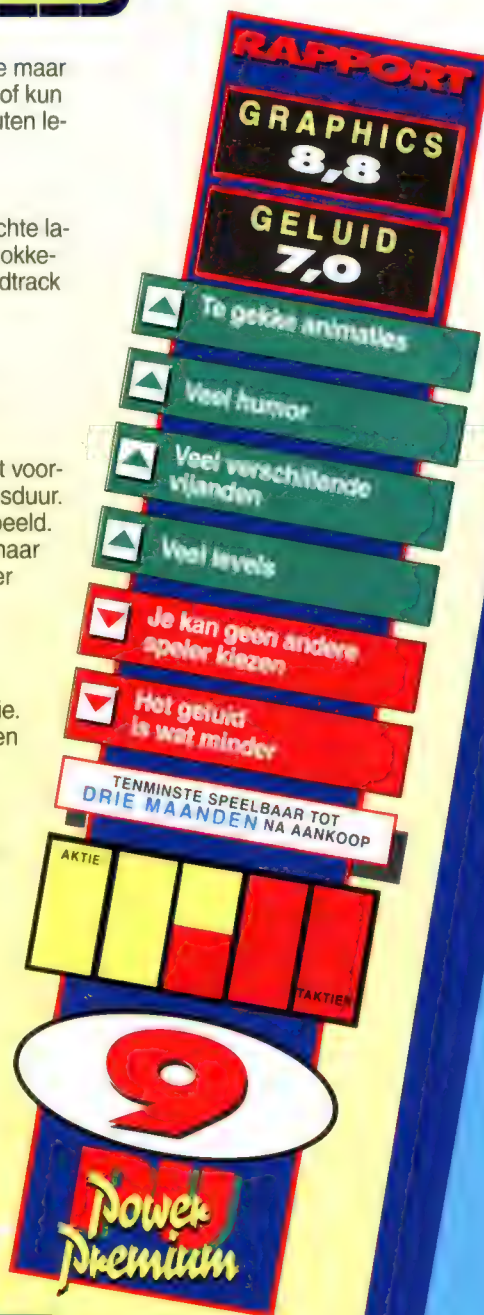 e maar
of kun
uten le-
chte la-
okke-
dtrack
t voor-
sduur.
eeld.
naar
er
ie.
en
RAPPORT
GRAPHICS
8,8
GELUID
7,0
Te gekke animaties
Veel humor
Veel verschillende
vijanden
Veel levels
Je kan geen andere
speler kiezen
Het geluid
is wat minder
TENMINSTE SPEELBAAR TOT
DRIE MAANDEN NA AANKOOP
AKTIE
TAKTIEK
9
PU
Power
Premium